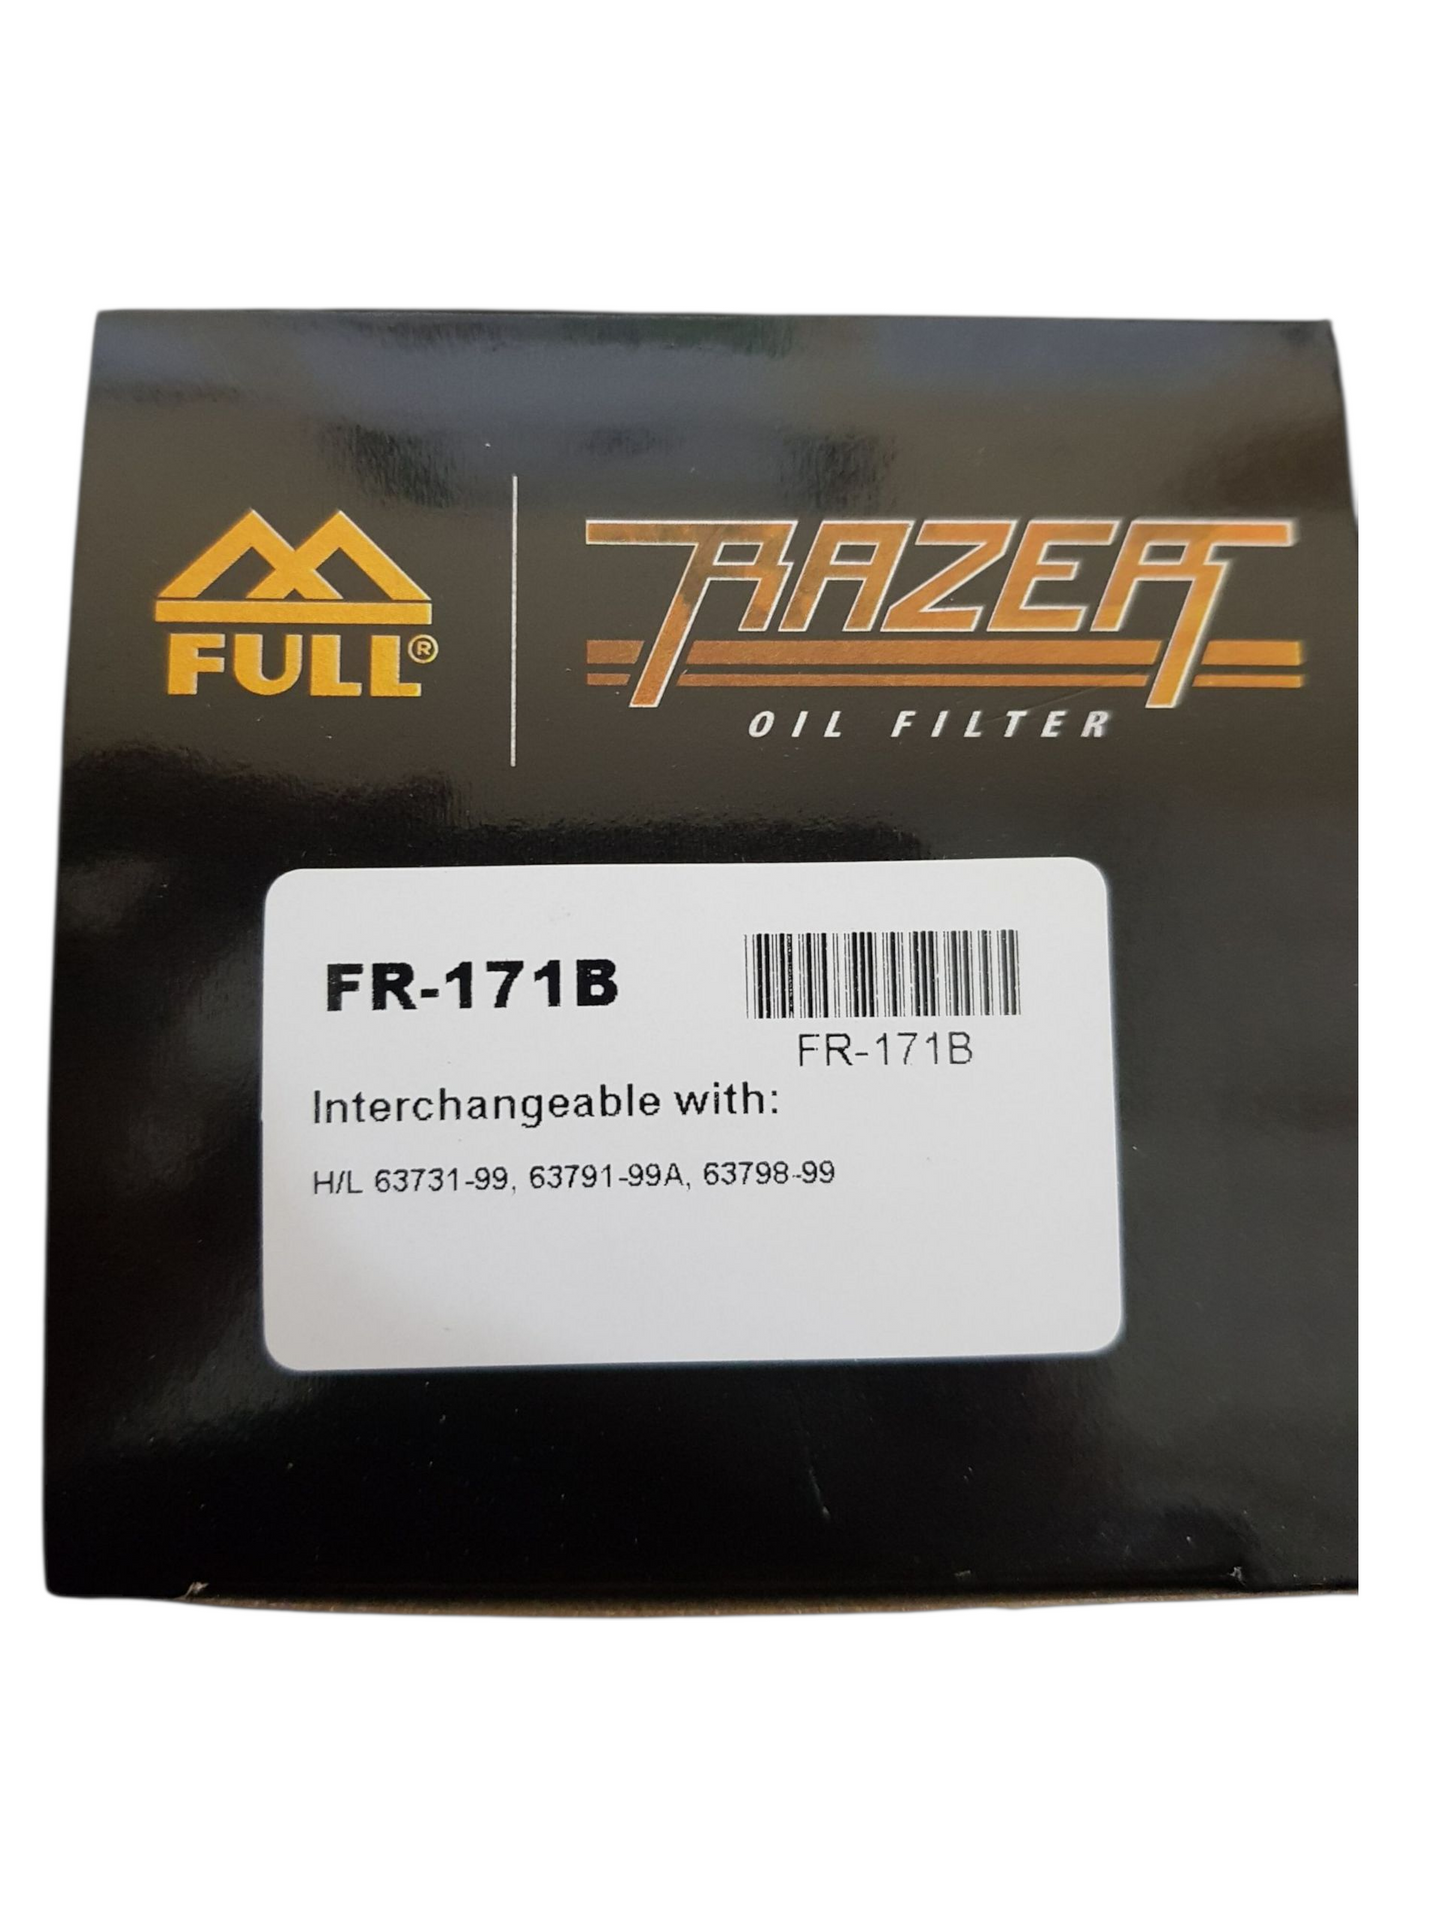 FULL®
RAZER
OIL FILTER
FR-171B
FR-171B
Interchangeable with:
H/L 63731-99, 63791-99A, 63798-99